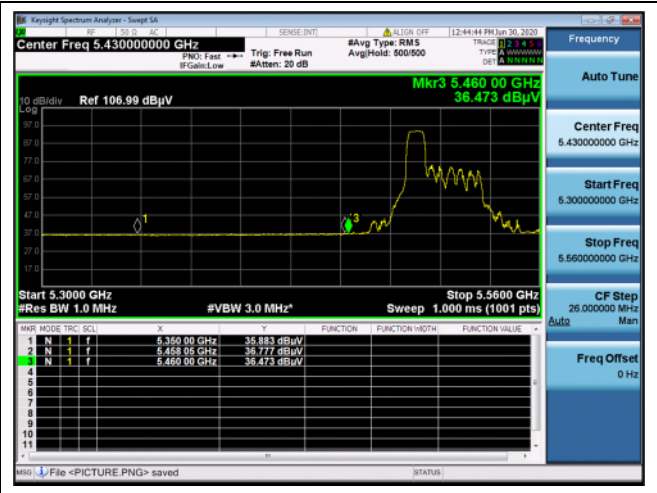 Keysight Spectrum Analyzer - Swept SA
RF 50 Ω AC SENSE:INT ALIGN OFF 12:44:44 PM Jun 30, 2020
Center Freq 5.430000000 GHz
PNO: Fast
IFGain:Low
Trig: Free Run
#Atten: 20 dB
#Avg Type: RMS
Avg|Hold: 500/500
TRACE 1 2 3 4 5 6
TYPE A WWWWW
DET A N N N N N
Mkr3 5.460 00 GHz
36.473 dBµV
10 dB/div Ref 106.99 dBµV
Log
97.0
87.0
77.0
67.0
57.0
47.0
37.0
27.0
17.0
1
3
Start 5.3000 GHz
Stop 5.5600 GHz
#Res BW 1.0 MHz
#VBW 3.0 MHz*
Sweep 1.000 ms (1001 pts)
MKR MODE TRC SCL X Y FUNCTION FUNCTION WIDTH FUNCTION VALUE
1 N 1 f 5.350 00 GHz 35.883 dBµV
2 N 1 f 5.458 05 GHz 36.777 dBµV
3 N 1 f 5.460 00 GHz 36.473 dBµV
4
5
6
7
8
9
10
11
MSG File <PICTURE.PNG> saved STATUS
Frequency
Auto Tune
Center Freq
5.430000000 GHz
Start Freq
5.300000000 GHz
Stop Freq
5.560000000 GHz
CF Step
26.000000 MHz
Auto Man
Freq Offset
0 Hz